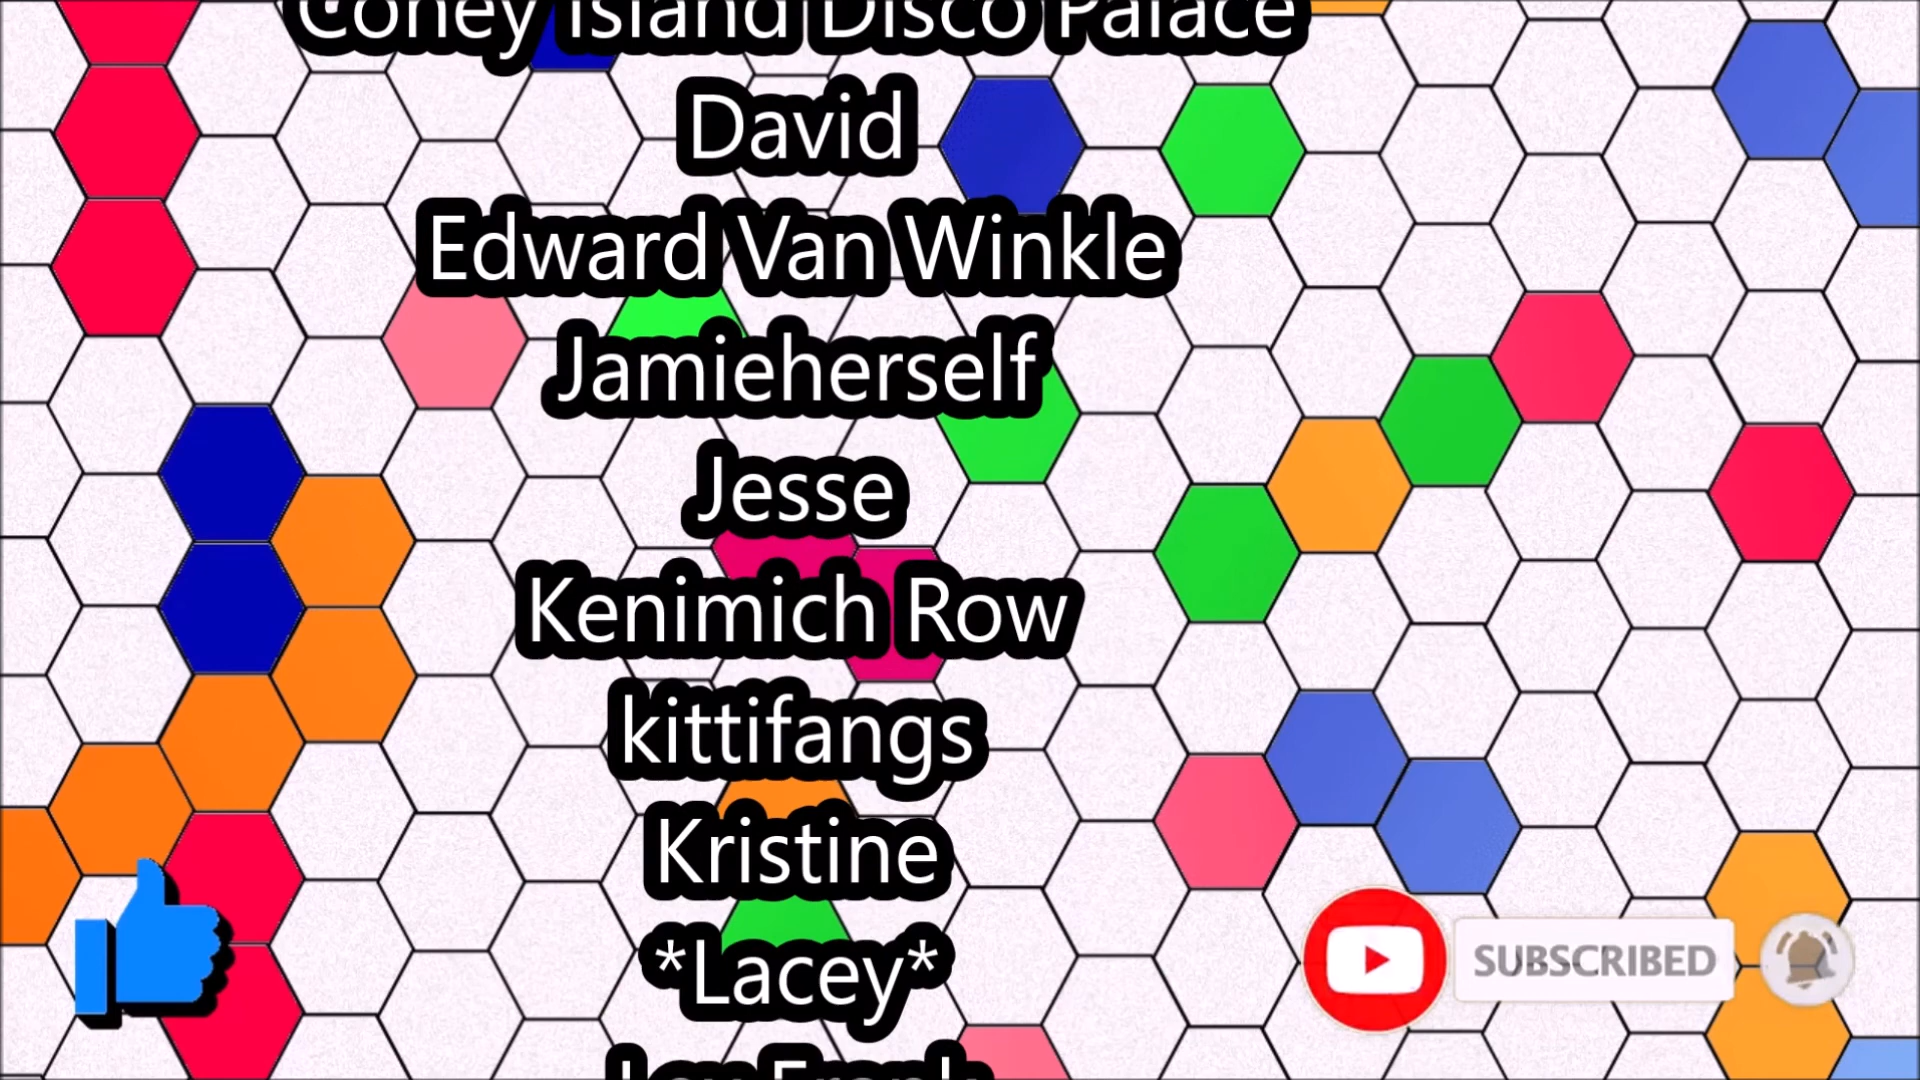 Coney Island Disco Palace
David
Edward Van Winkle
Jamieherself
Jesse
Kenimich Row
kittifangs
Kristine
*Lacey*
SUBSCRIBED